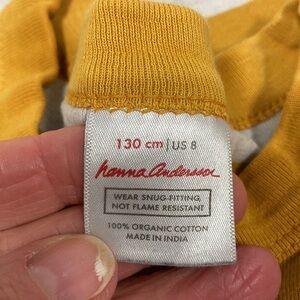 130 cm | US 8
hanna Andersson
WEAR SNUG-FITTING,
NOT FLAME RESISTANT
100% ORGANIC COTTON
MADE IN INDIA